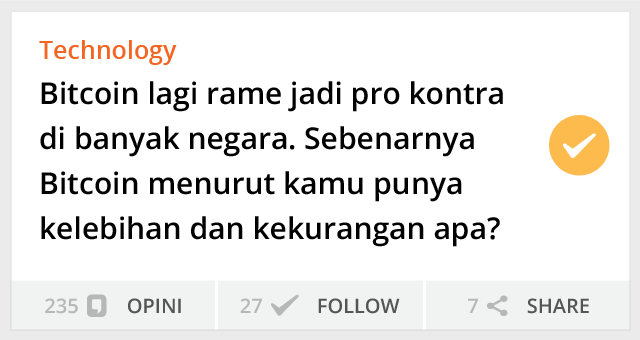 Technology
Bitcoin lagi rame jadi pro kontra
di banyak negara. Sebenarnya
Bitcoin menurut kamu punya
kelebihan dan kekurangan apa?
235 OPINI 27 FOLLOW 7 SHARE